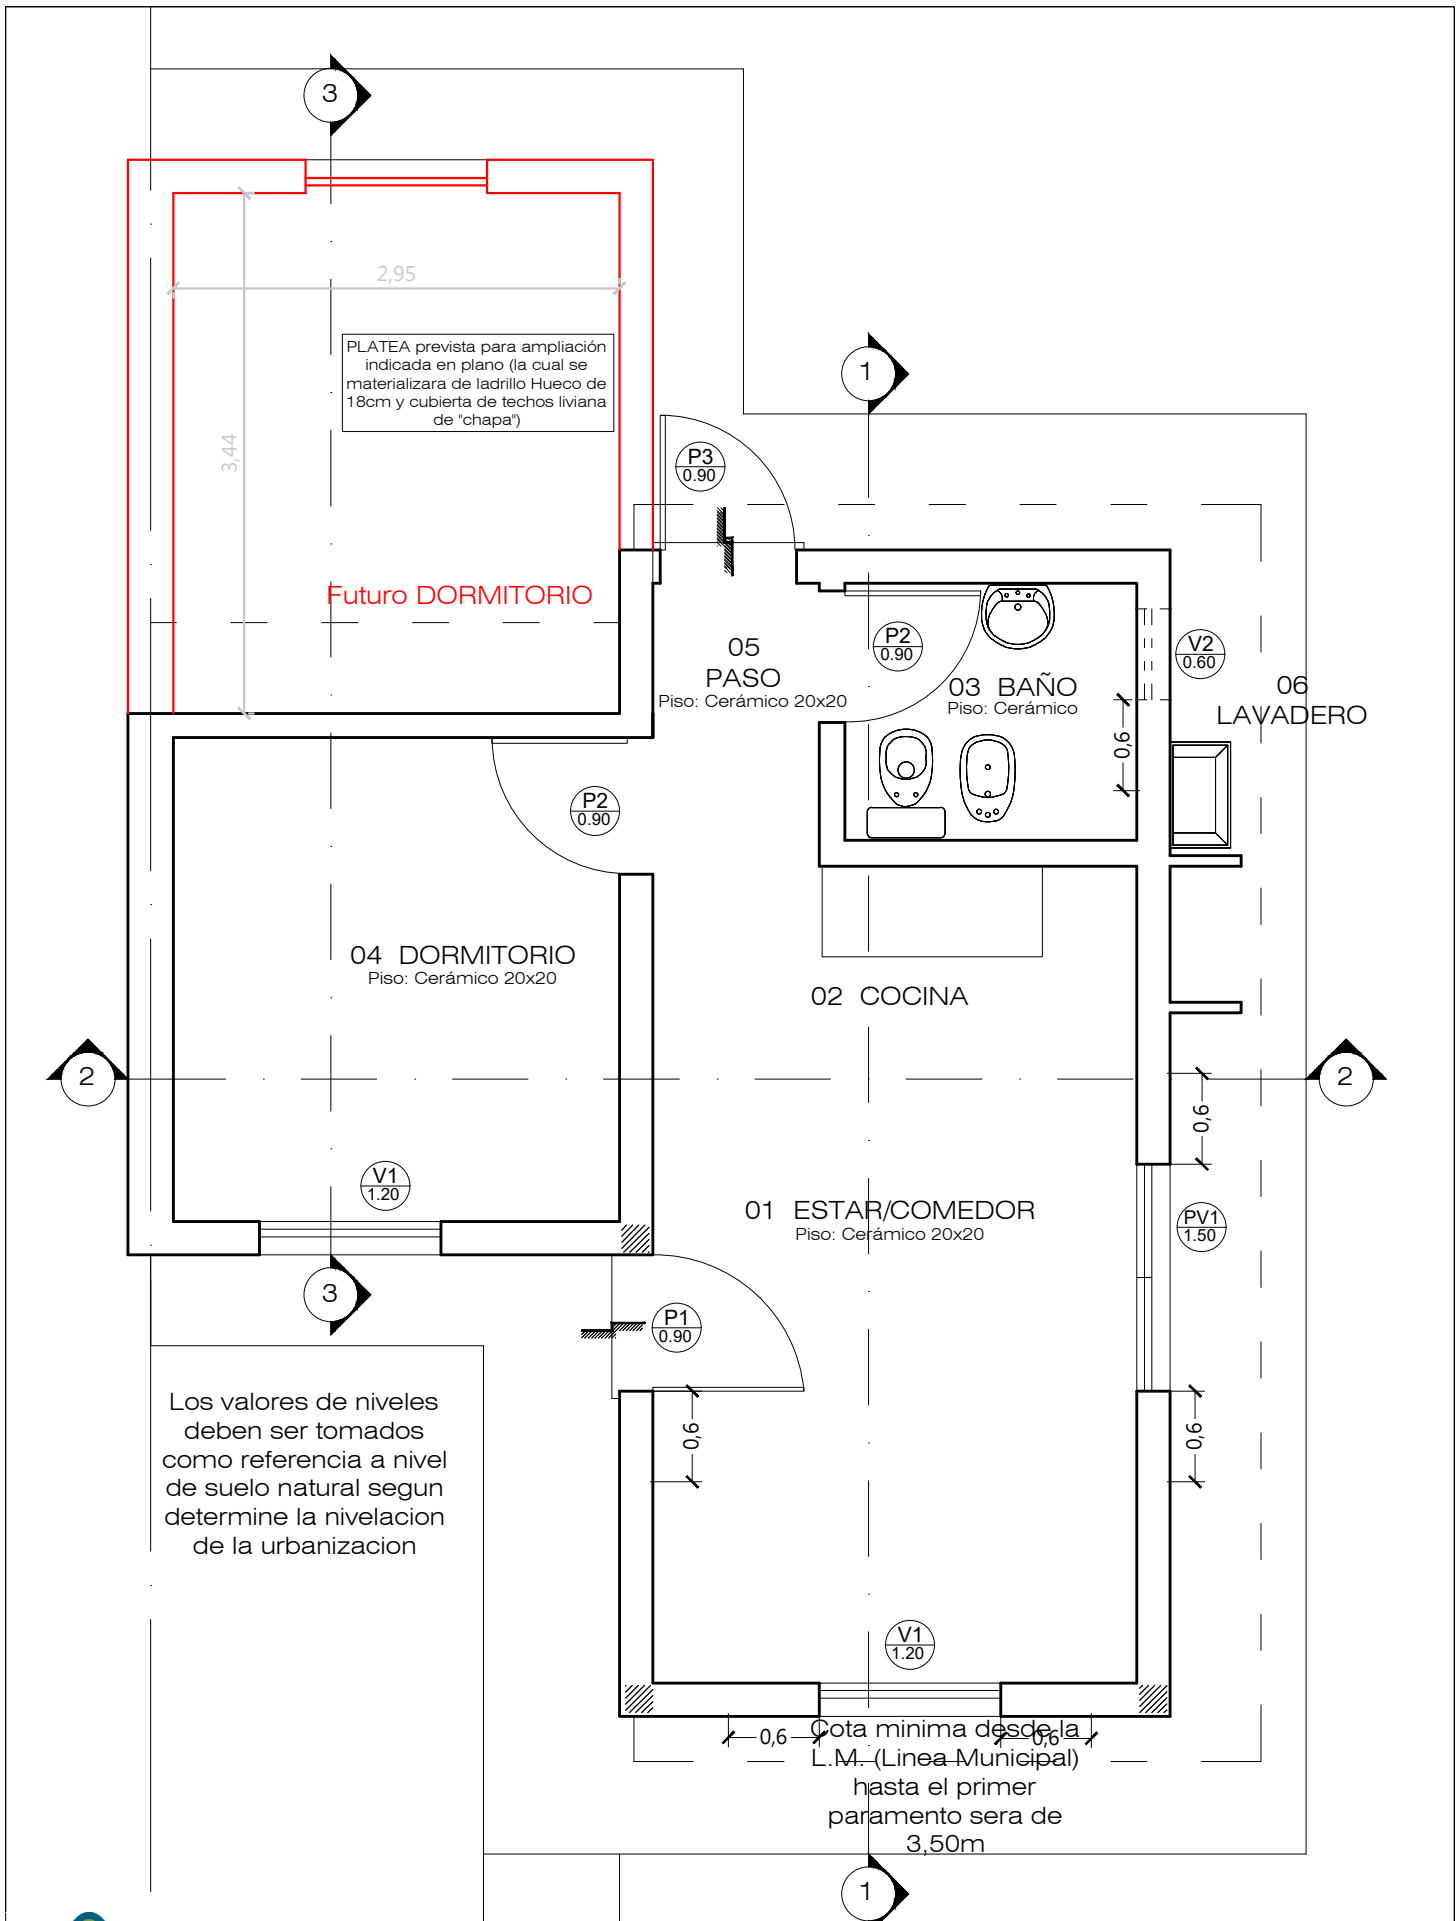 3
2,95
PLATEA prevista para ampliación
indicada en plano (la cual se
materializara de ladrillo Hueco de
18cm y cubierta de techos liviana
de "chapa")
3,44
1
P3
0.90
Futuro DORMITORIO
05
PASO
Piso: Cerámico 20x20
P2
0.90
03 BAÑO
Piso: Cerámico
V2
0.60
06
LAVADERO
0,6
P2
0.90
04 DORMITORIO
Piso: Cerámico 20x20
02 COCINA
2
2
0,6
V1
1.20
01 ESTAR/COMEDOR
Piso: Cerámico 20x20
PV1
1.50
3
P1
0.90
Los valores de niveles
deben ser tomados
como referencia a nivel
de suelo natural segun
determine la nivelacion
de la urbanizacion
0,6
0,6
V1
1.20
0,6
0,6
Cota minima desde la
L.M. (Linea Municipal)
hasta el primer
paramento sera de
3,50m
1